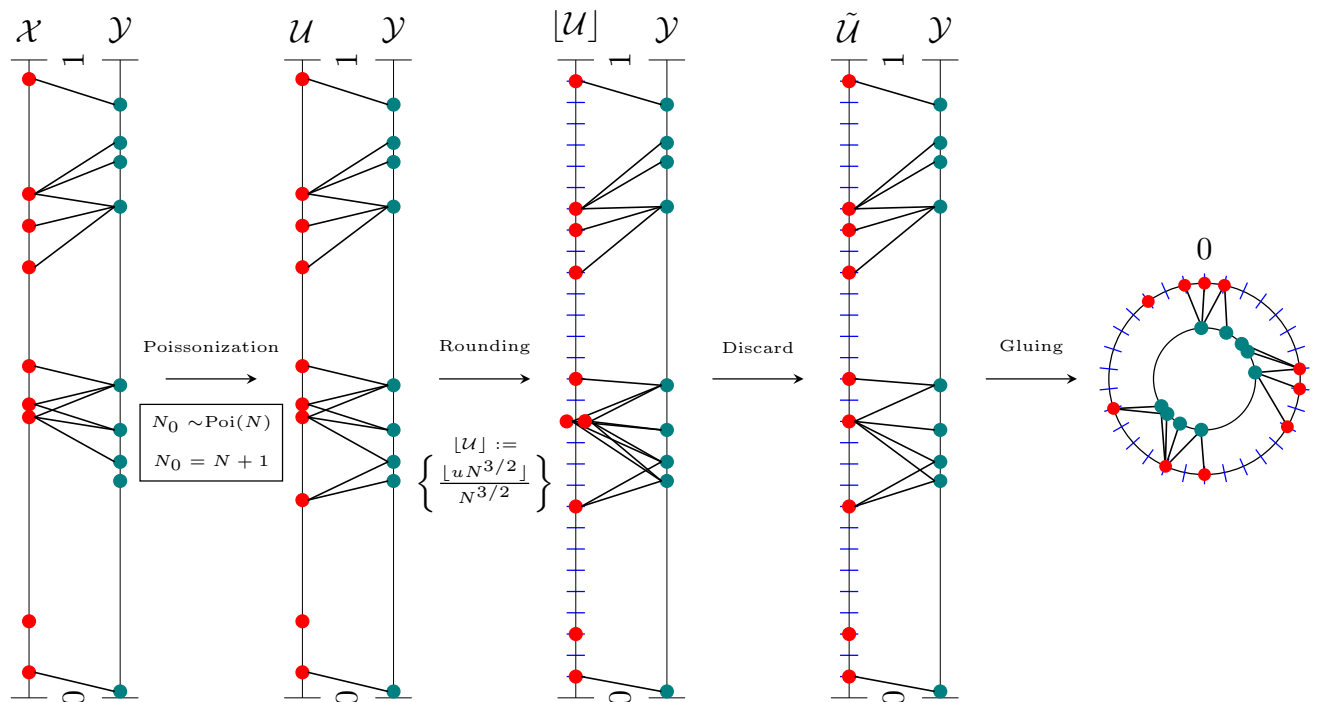 𝒳 𝒴 𝒰 𝒴 ⌊𝒰⌋ 𝒴 𝒰̃ 𝒴
1 1 1 1
0
Poissonization
N₀ ~Poi(N)
N₀ = N + 1
Rounding
⌊𝒰⌋ :=
{⌊uN^{3/2}⌋ / N^{3/2}}
Discard
Gluing
0 0 0 0